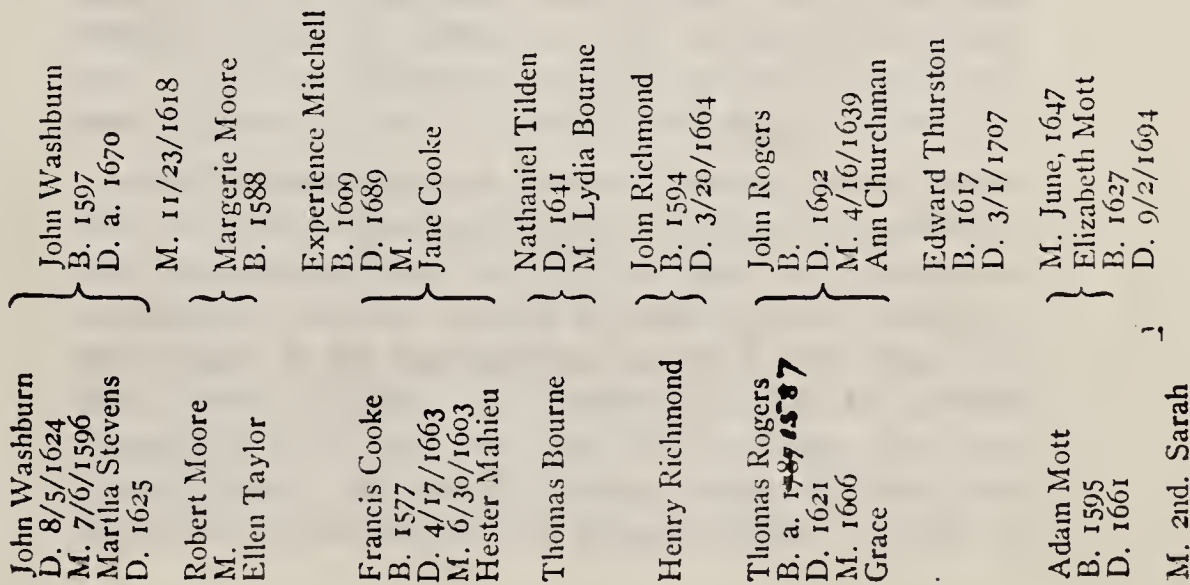 John Washburn
D. 8/5/1624
M. 7/6/1596
Martha Stevens
D. 1625
Robert Moore
M.
Ellen Taylor
Francis Cooke
B. 1577
D. 4/17/1663
M. 6/30/1603
Hester Mahieu
Thomas Bourne
Henry Richmond
Thomas Rogers
B. a. 1789 1587
D. 1621
M. 1606
Grace
Adam Mott
B. 1595
D. 1661
M. 2nd. Sarah
John Washburn
B. 1597
D. a. 1670
M. 11/23/1618
Margerie Moore
B. 1588
Experience Mitchell
B. 1609
D. 1689
M.
Jane Cooke
Nathaniel Tilden
D. 1641
M. Lydia Bourne
John Richmond
B. 1594
D. 3/20/1664
John Rogers
B.
D. 1692
M. 4/16/1639
Ann Churchman
Edward Thurston
B. 1617
D. 3/1/1707
M. June, 1647
Elizabeth Mott
B. 1627
D. 9/2/1694